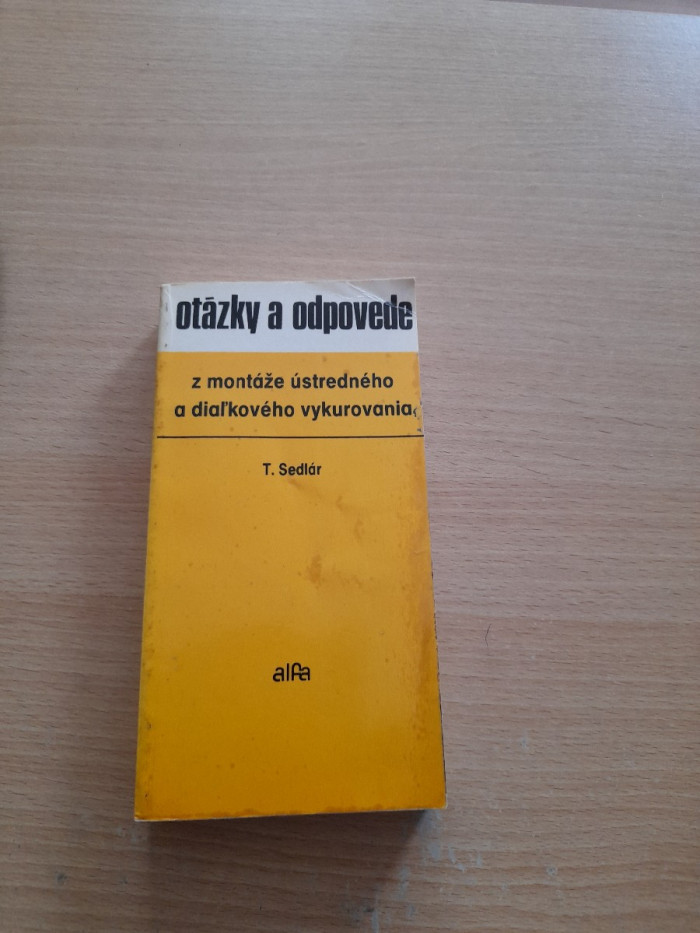 otázky a odpovede
z montáže ústredného
a diaľkového vykurovania
T. Sedlár
alfa